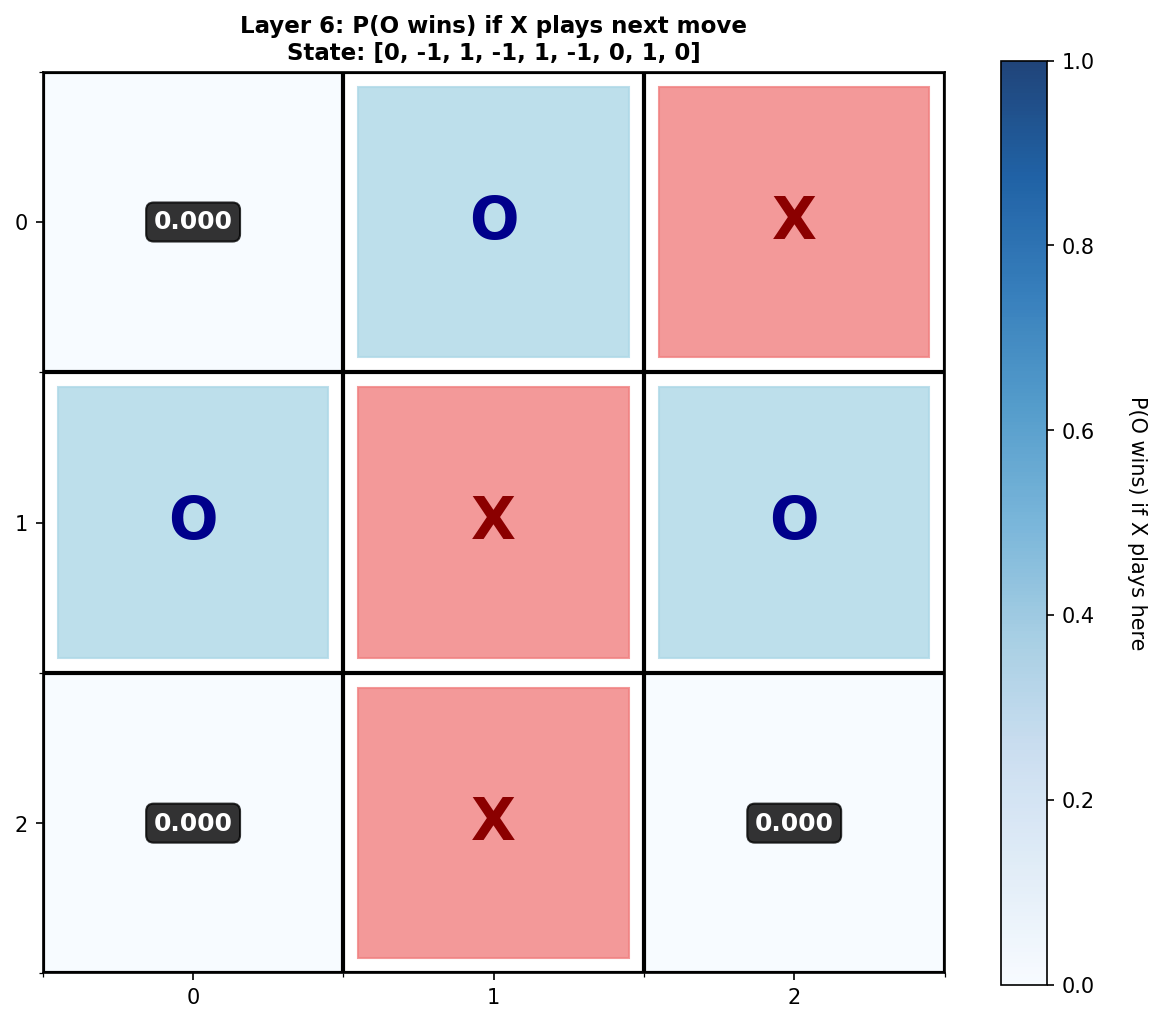 Layer 6: P(O wins) if X plays next move
State: [0, -1, 1, -1, 1, -1, 0, 1, 0]
0
0.000
O
X
1
O
X
O
2
0.000
X
0.000
0
1
2
1.0
0.8
0.6
0.4
0.2
0.0
P(O wins) if X plays here